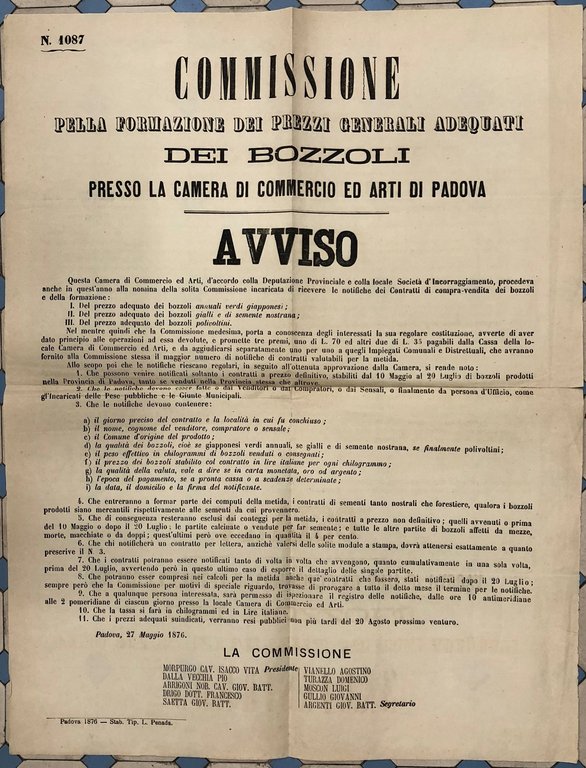 N. 1087
COMMISSIONE
PELLA FORMAZIONE DEI PREZZI GENERALI ADEQUATI
DEI BOZZOLI
PRESSO LA CAMERA DI COMMERCIO ED ARTI DI PADOVA
AVVISO
Questa Camera di Commercio ed Arti, d'accordo colla Deputazione Provinciale e colla locale Società d'Incorraggiamento, procedeva
anche in quest'anno alla nomina della solita Commissione incaricata di ricevere le notifiche dei Contratti di compra-vendita dei bozzoli
e della formazione:
I. Del prezzo adequato dei bozzoli annuali verdi giapponesi;
II. Del prezzo adequato dei bozzoli gialli e di semente nostrana;
III. Del prezzo adequato del bozzoli polivoltini.
Nel mentre quindi che la Commissione medesima, porta a conoscenza degli interessati la sua regolare costituzione, avverte di aver
dato principio alle operazioni ad essa devolute, e promette tre premi, uno di L. 70 ed altri due di L. 35 pagabili dalla Cassa della lo-
cale Camera di Commercio ed Arti, e da aggiudicarsi separatamente uno per uno a quegli Impiegati Comunali e Distrettuali, che avranno
fornito alla Commissione stessa il maggior numero di notifiche di contratti valutabili per la metida.
Allo scopo poi che le notifiche riescano regolari, in seguito all'ottenuta approvazione dalla Camera, si rende noto:
1. Che possono venire notificati soltanto i contratti a prezzo definitivo, stabiliti dal 10 Maggio al 20 Luglio di bozzoli prodotti
nella Provincia di Padova, tanto se venduti nella Provincia stessa che altrove.
2. Che le notifiche devono esser fatte o dai Venditori o dai Compratori, o dai Sensali, o finalmente da persona d'Ufficio, come
gl'Incaricati delle Pese pubbliche e le Giunte Municipali.
3. Che le notifiche devono contenere:
a) il giorno preciso del contratto e la località in cui fu conchiuso;
b) il nome, cognome del venditore, compratore o sensale;
c) il Comune d'origine del prodotto;
d) la qualità dei bozzoli, cioè se giapponesi verdi annuali, se gialli e di semente nostrana, se finalmente polivoltini;
e) il peso effettivo in chilogrammi di bozzoli venduti o consegnati;
f) il prezzo dei bozzoli stabilito col contratto in lire italiane per ogni chilogrammo;
g) la qualità della valuta, vale a dire se in carta monetata, oro od argento;
h) l'epoca del pagamento, se a pronta cassa o a scadenze determinate;
i) la data, il domicilio e la firma del notificante.
4. Che entreranno a formar parte dei computi della metida, i contratti di sementi tanto nostrali che forestiere, qualora i bozzoli
prodotti siano mercantili rispettivamente alle sementi da cui provennero.
5. Che di conseguenza resteranno esclusi dai conteggi per la metida, i contratti a prezzo non definitivo; quelli avvenuti o prima
del 10 Maggio o dopo il 20 Luglio: le partite calcinate o vendute per far semente; e tutte le altre partite di bozzoli affetti da mezze,
morte, macchiate o da doppi; quest'ultimi però ove eccedano in quantità il 4 per cento.
6. Che chi notificherà un contratto per lettera, anzichè valersi delle solite module a stampa, dovrà attenersi esattamente a quanto
prescrive il N. 3.
7. Che i contratti potranno essere notificati tanto di volta in volta che avvengano, quanto cumulativamente in una sola volta,
prima del 20 Luglio, avvertendo però in questo ultimo caso di esporre il dettaglio delle singole partite.
8. Che potranno esser compresi nei calcoli per la metida anche que' contratti che fossero, stati notificati dopo il 20 Luglio;
sempre però che la Commissione per motivi di speciale riguardo, trovasse di prorogare a tutto il detto mese il termine per le notifiche.
9. Che a qualunque persona interessata, sarà permesso di ispezionare il registro delle notifiche, dalle ore 10 antimeridiane
alle 2 pomeridiane di ciascun giorno presso la locale Camera di Commercio ed Arti.
10. Che la tassa si farà in chilogrammi ed in Lire italiane.
11. Che i prezzi adequati suindicati, verranno resi pubblici non più tardi del 20 Agosto prossimo venturo.
Padova, 27 Maggio 1876.
LA COMMISSIONE
MORPURGO CAV. ISACCO VITA Presidente
DALLA VECCHIA PIO
ARRIGONI NOB. CAV. GIOV. BATT.
DRIGO DOTT. FRANCESCO
SAETTA GIOV. BATT.
VIANELLO AGOSTINO
TURAZZA DOMENICO
MOSCON LUIGI
GULLIO GIOVANNI
ARGENTI GIOV. BATT. Segretario
Padova 1876 — Stab. Tip. L. Penada.